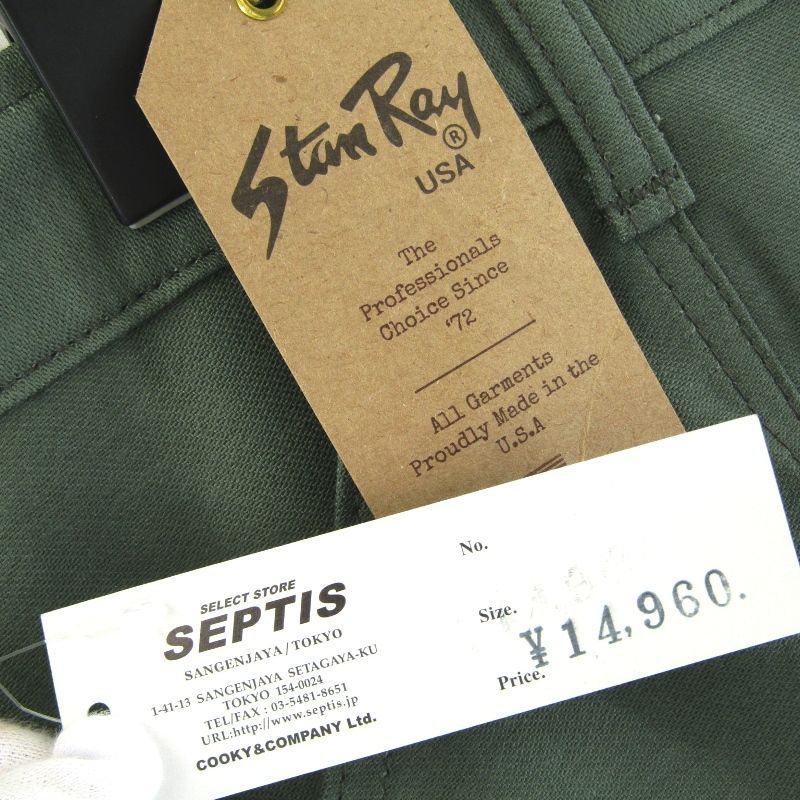 Stan Ray
®
USA
The
Professionals
Choice Since
'72
All Garments
Proudly Made in the
U.S.A
SELECT STORE
SEPTIS
SANGENJAYA/TOKYO
1-41-13 SANGENJAYA SETAGAYA-KU
TOKYO 154-0024
TEL/FAX : 03-5481-8651
URL:http://www.septis.jp
COOKY&COMPANY Ltd.
No.
Size.
Price.
¥14,960.